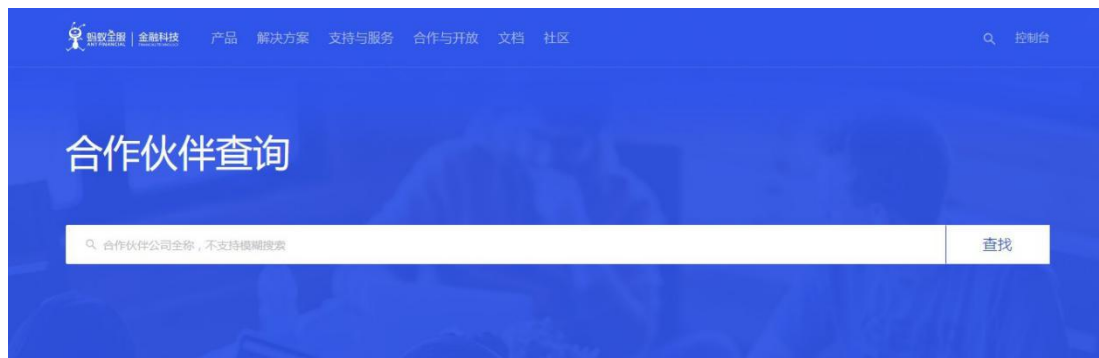 蚂蚁金服 | 金融科技 产品 解决方案 支持与服务 合作与开放 文档 社区 控制台
ANT FINANCIAL
合作伙伴查询
合作伙伴公司全称，不支持模糊搜索 查找